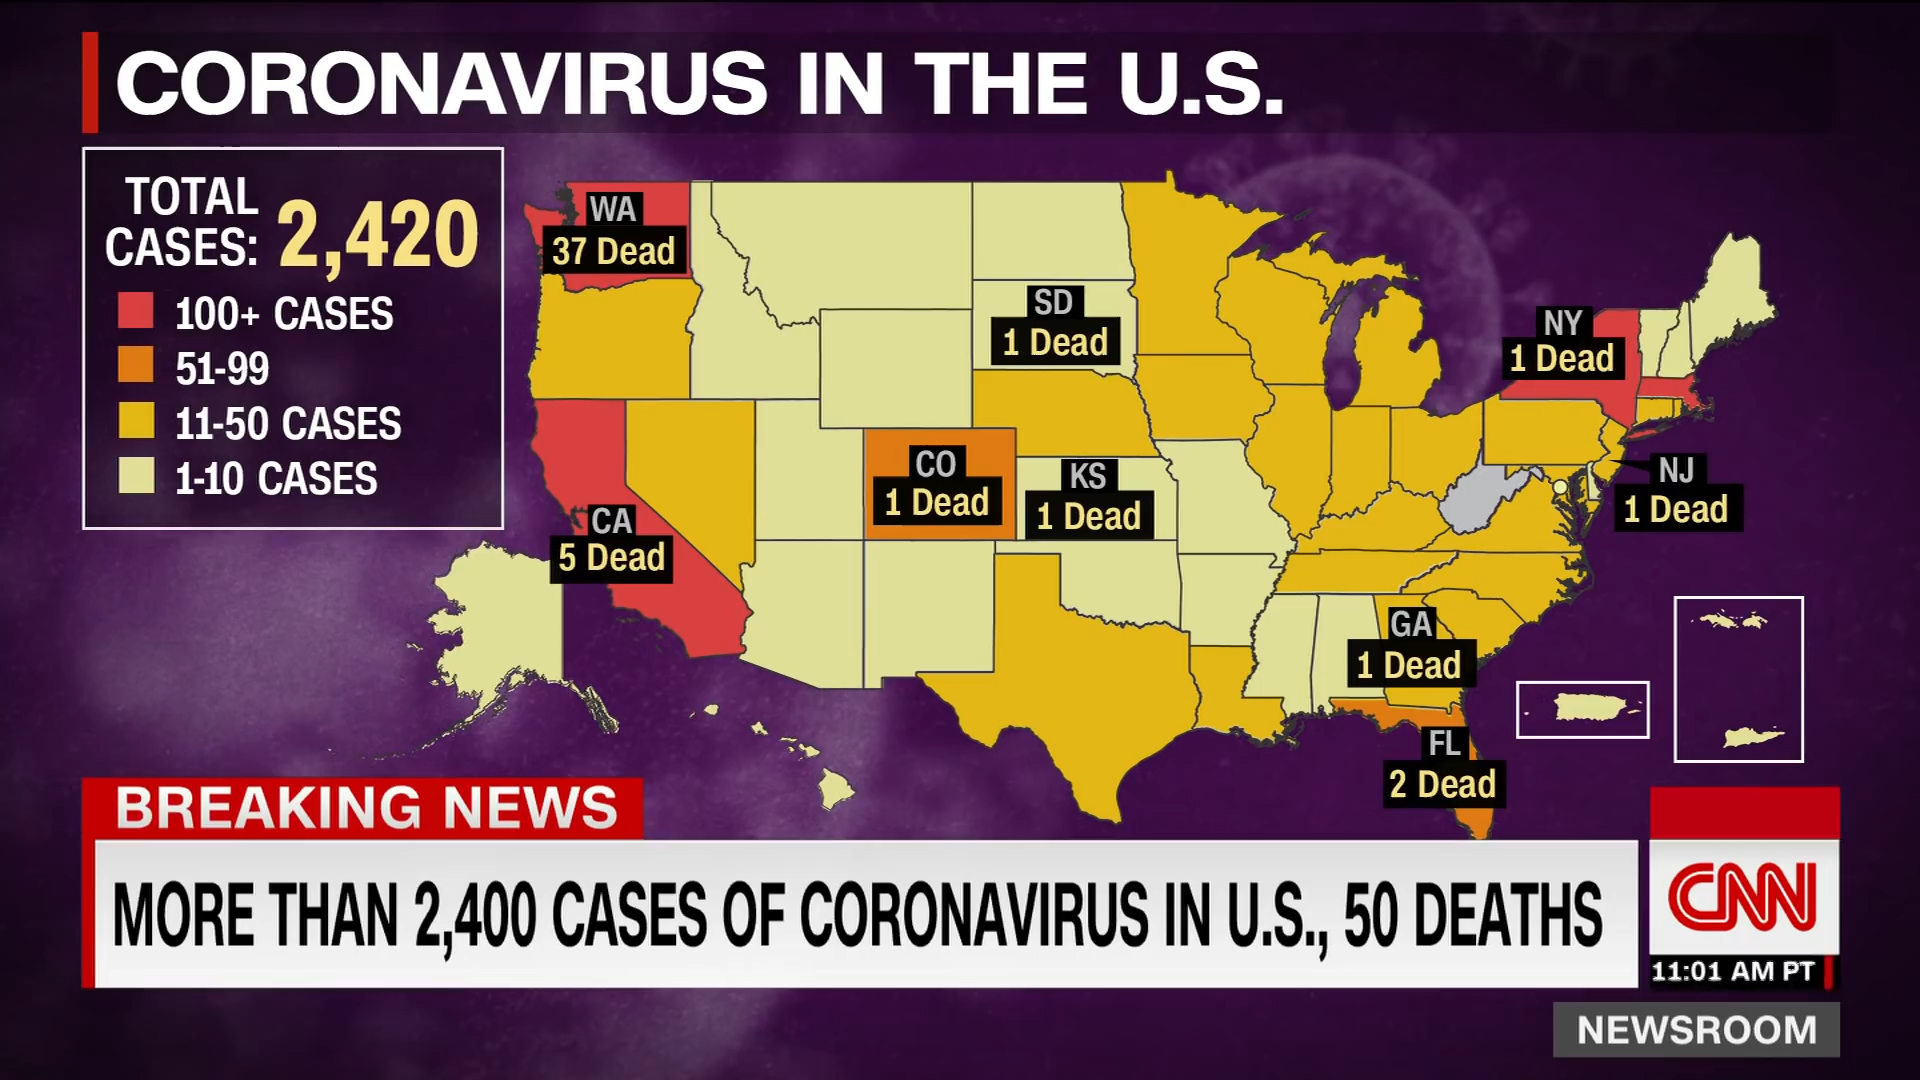 CORONAVIRUS IN THE U.S.
TOTAL
CASES: 2,420
100+ CASES
51-99
11-50 CASES
1-10 CASES
WA
37 Dead
SD
1 Dead
NY
1 Dead
CO
1 Dead
KS
1 Dead
NJ
1 Dead
CA
5 Dead
GA
1 Dead
FL
2 Dead
BREAKING NEWS
MORE THAN 2,400 CASES OF CORONAVIRUS IN U.S., 50 DEATHS
CNN
11:01 AM PT
NEWSROOM